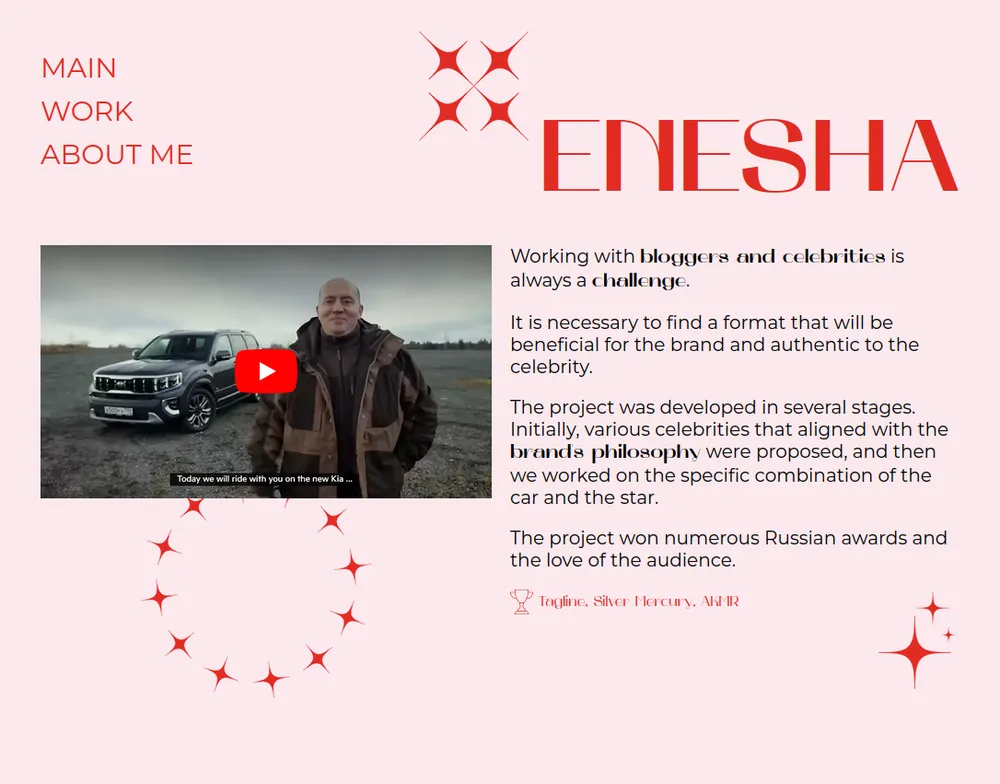 MAIN
WORK
ABOUT ME
ENESHA
Working with bloggers and celebrities is
always a challenge.
It is necessary to find a format that will be
beneficial for the brand and authentic to the
celebrity.
The project was developed in several stages.
Initially, various celebrities that aligned with the
brand's philosophy were proposed, and then
we worked on the specific combination of the
car and the star.
The project won numerous Russian awards and
the love of the audience.
Tagline, Silver Mercury, AKMR
Today we will ride with you on the new Kia ...